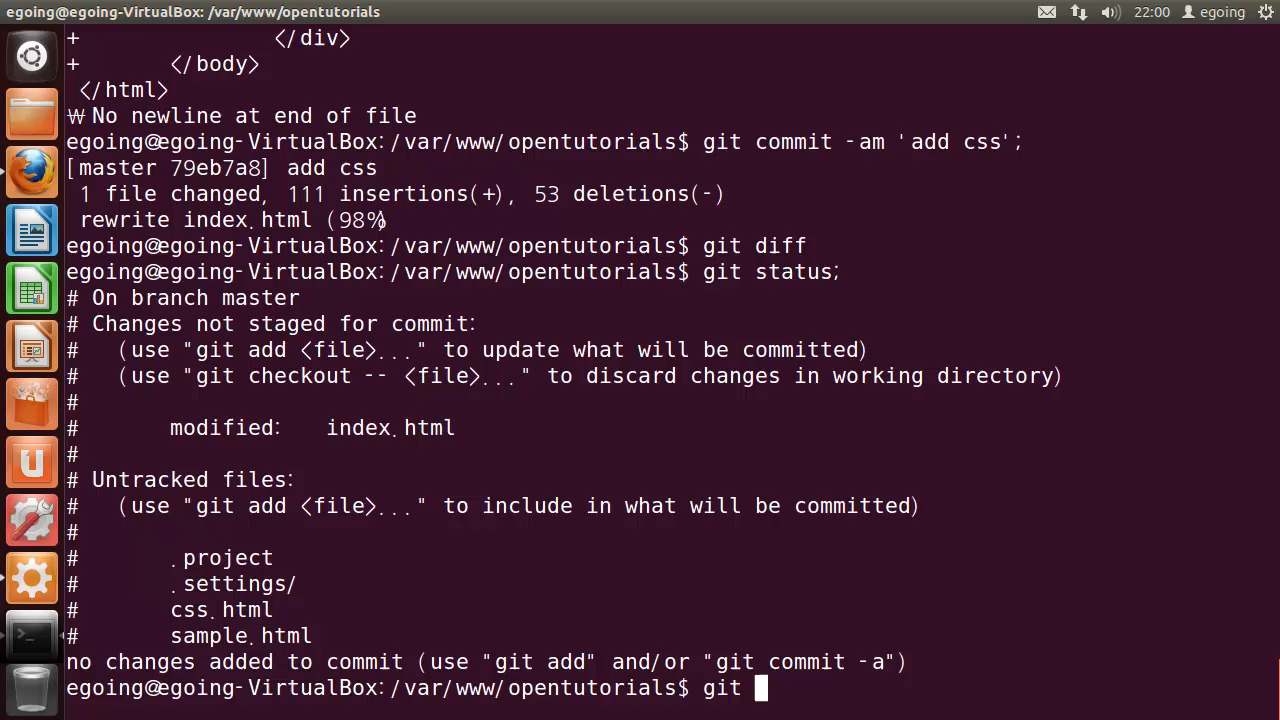 egoing@egoing-VirtualBox: /var/www/opentutorials 22:00 egoing
+ </div>
+ </body>
</html>
₩ No newline at end of file
egoing@egoing-VirtualBox:/var/www/opentutorials$ git commit -am 'add css';
[master 79eb7a8] add css
1 file changed, 111 insertions(+), 53 deletions(-)
rewrite index.html (98%)
egoing@egoing-VirtualBox:/var/www/opentutorials$ git diff
egoing@egoing-VirtualBox:/var/www/opentutorials$ git status;
# On branch master
# Changes not staged for commit:
# (use "git add <file>..." to update what will be committed)
# (use "git checkout -- <file>..." to discard changes in working directory)
#
# modified: index.html
#
# Untracked files:
# (use "git add <file>..." to include in what will be committed)
#
# .project
# .settings/
# css.html
# sample.html
no changes added to commit (use "git add" and/or "git commit -a")
egoing@egoing-VirtualBox:/var/www/opentutorials$ git